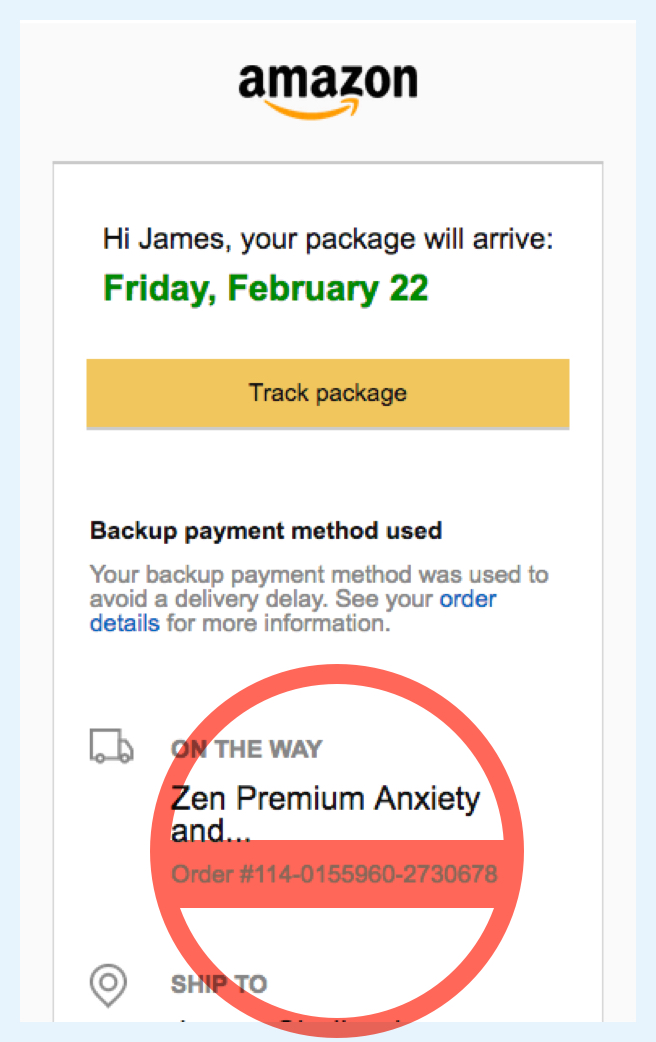 amazon
Hi James, your package will arrive:
Friday, February 22
Track package
Backup payment method used
Your backup payment method was used to
avoid a delivery delay. See your order
details for more information.
ON THE WAY
Zen Premium Anxiety
and...
Order #114-0155960-2730678
SHIP TO